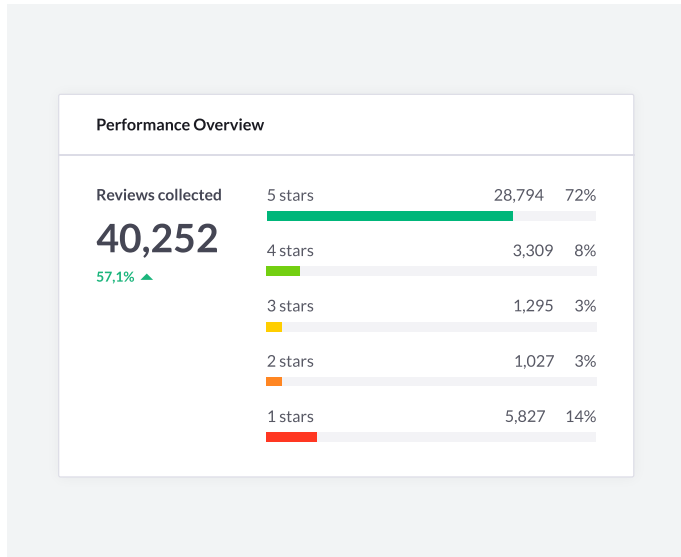 Performance Overview
Reviews collected
40,252
57,1%
5 stars 28,794 72%
4 stars 3,309 8%
3 stars 1,295 3%
2 stars 1,027 3%
1 stars 5,827 14%